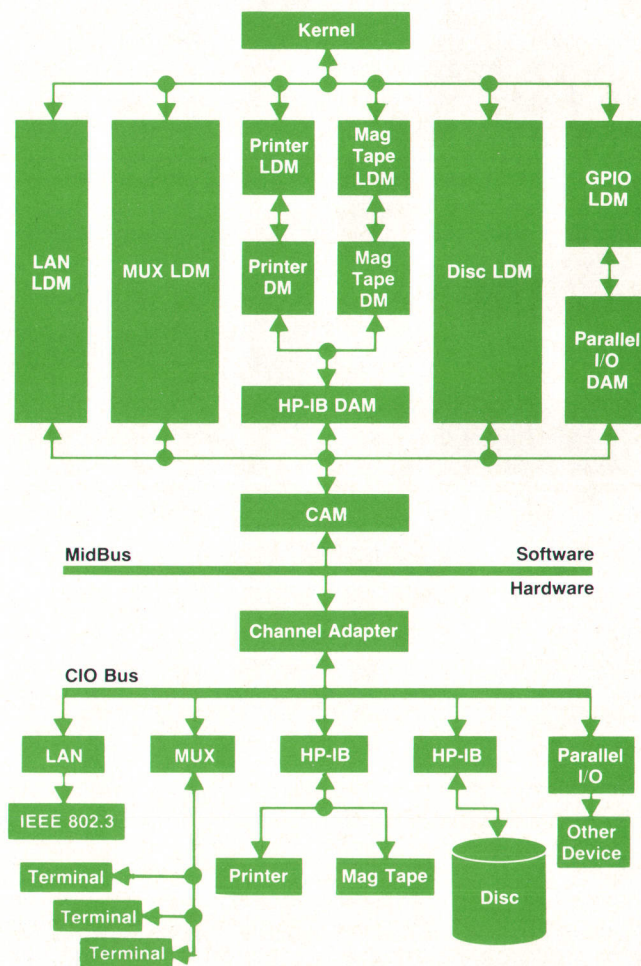 Kernel
LAN
LDM
MUX LDM
Printer
LDM
Mag
Tape
LDM
Disc LDM
GPIO
LDM
Printer
DM
Mag
Tape
DM
Parallel
I/O
DAM
HP-IB DAM
CAM
MidBus
Software
Hardware
Channel Adapter
CIO Bus
LAN
MUX
HP-IB
HP-IB
Parallel
I/O
IEEE 802.3
Other
Device
Terminal
Printer
Mag Tape
Disc
Terminal
Terminal